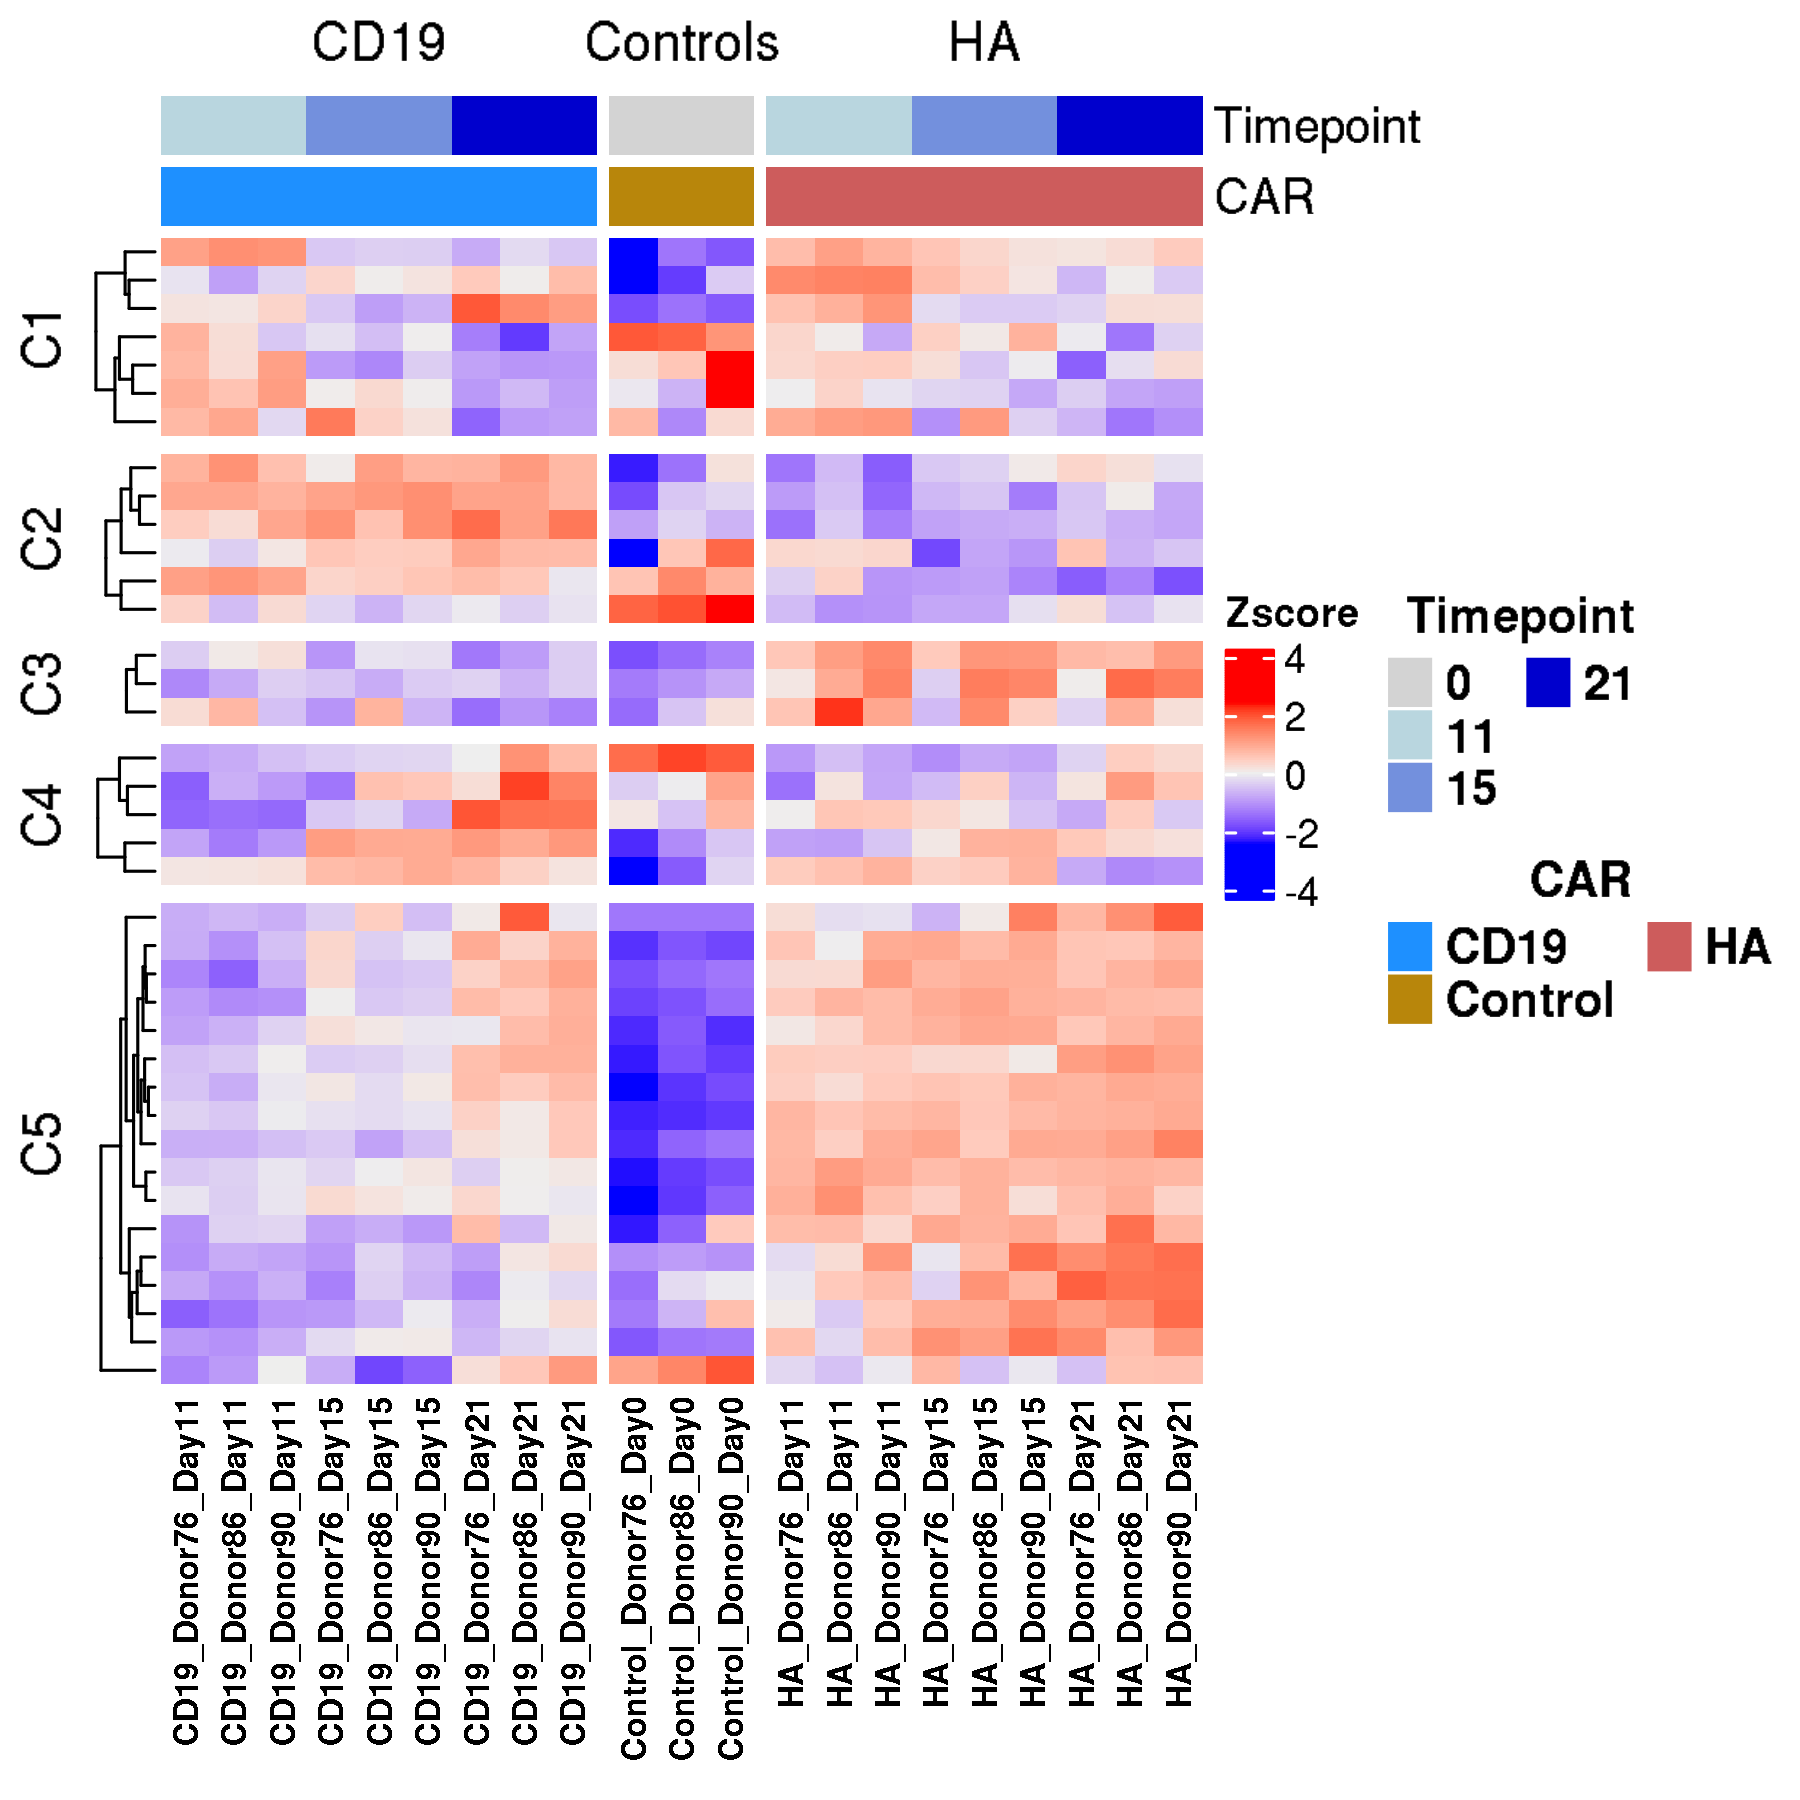 CD19 Controls HA
Timepoint
CAR
C1
C2
C3
C4
C5
Zscore
4
2
0
-2
-4
Timepoint
0 21
11
15
CAR
CD19 HA
Control
CD19_Donor76_Day11
CD19_Donor86_Day11
CD19_Donor90_Day11
CD19_Donor76_Day15
CD19_Donor86_Day15
CD19_Donor90_Day15
CD19_Donor76_Day21
CD19_Donor86_Day21
CD19_Donor90_Day21
Control_Donor76_Day0
Control_Donor86_Day0
Control_Donor90_Day0
HA_Donor76_Day11
HA_Donor86_Day11
HA_Donor90_Day11
HA_Donor76_Day15
HA_Donor86_Day15
HA_Donor90_Day15
HA_Donor76_Day21
HA_Donor86_Day21
HA_Donor90_Day21